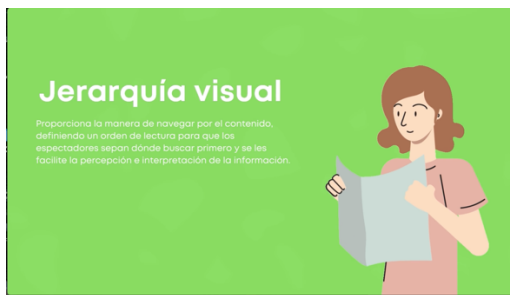 Jerarquía visual
Proporciona la manera de navegar por el contenido,
definiendo un orden de lectura para que los
espectadores sepan dónde buscar primero y se les
facilite la percepción e interpretación de la información.